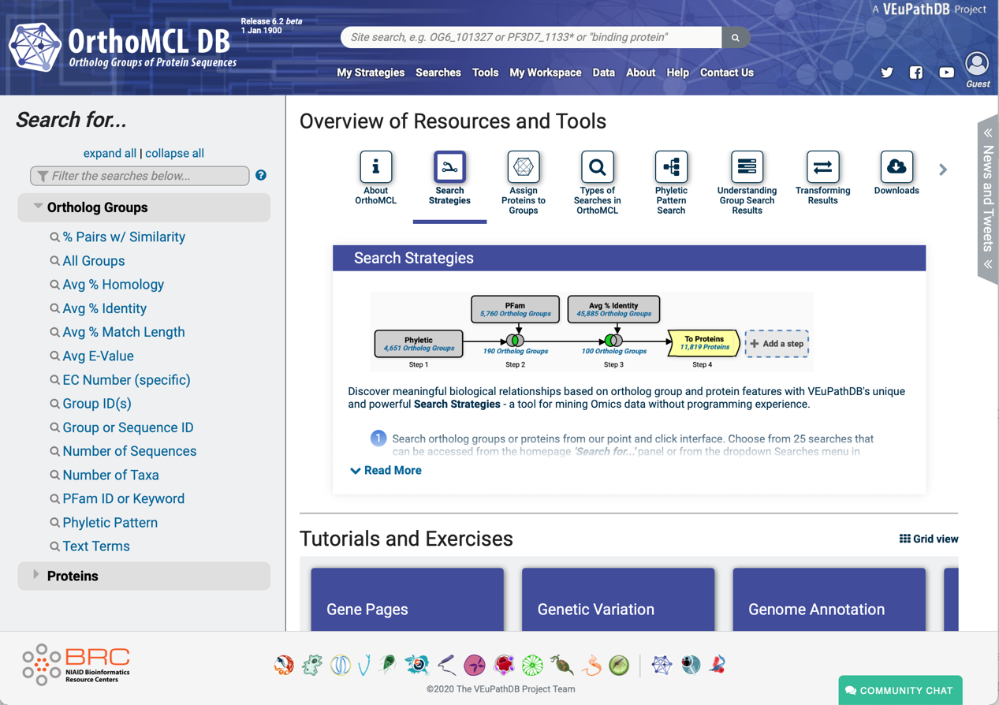 A VEuPathDB Project
OrthoMCL DB
Release 6.2 beta
1 Jan 1900
Ortholog Groups of Protein Sequences
Site search, e.g. OG6_101327 or PF3D7_1133* or "binding protein"
My Strategies Searches Tools My Workspace Data About Help Contact Us
Guest
Search for...
expand all | collapse all
Filter the searches below...
?
Ortholog Groups
% Pairs w/ Similarity
All Groups
Avg % Homology
Avg % Identity
Avg % Match Length
Avg E-Value
EC Number (specific)
Group ID(s)
Group or Sequence ID
Number of Sequences
Number of Taxa
PFam ID or Keyword
Phyletic Pattern
Text Terms
Proteins
Overview of Resources and Tools
About
OrthoMCL
Search
Strategies
Assign
Proteins to
Groups
Types of
Searches in
OrthoMCL
Phyletic
Pattern
Search
Understanding
Group Search
Results
Transforming
Results
Downloads
News and Tweets
Search Strategies
PFam
5,760 Ortholog Groups
Avg % Identity
45,885 Ortholog Groups
Phyletic
4,651 Ortholog Groups
190 Ortholog Groups
100 Ortholog Groups
To Proteins
11,819 Proteins
+ Add a step
Step 1
Step 2
Step 3
Step 4
Discover meaningful biological relationships based on ortholog group and protein features with VEuPathDB's unique
and powerful Search Strategies - a tool for mining Omics data without programming experience.
1 Search ortholog groups or proteins from our point and click interface. Choose from 25 searches that
can be accessed from the homepage 'Search for...' panel or from the dropdown Searches menu in
Read More
Tutorials and Exercises
Grid view
Gene Pages
Genetic Variation
Genome Annotation
BRC
NIAID Bioinformatics
Resource Centers
©2020 The VEuPathDB Project Team
COMMUNITY CHAT